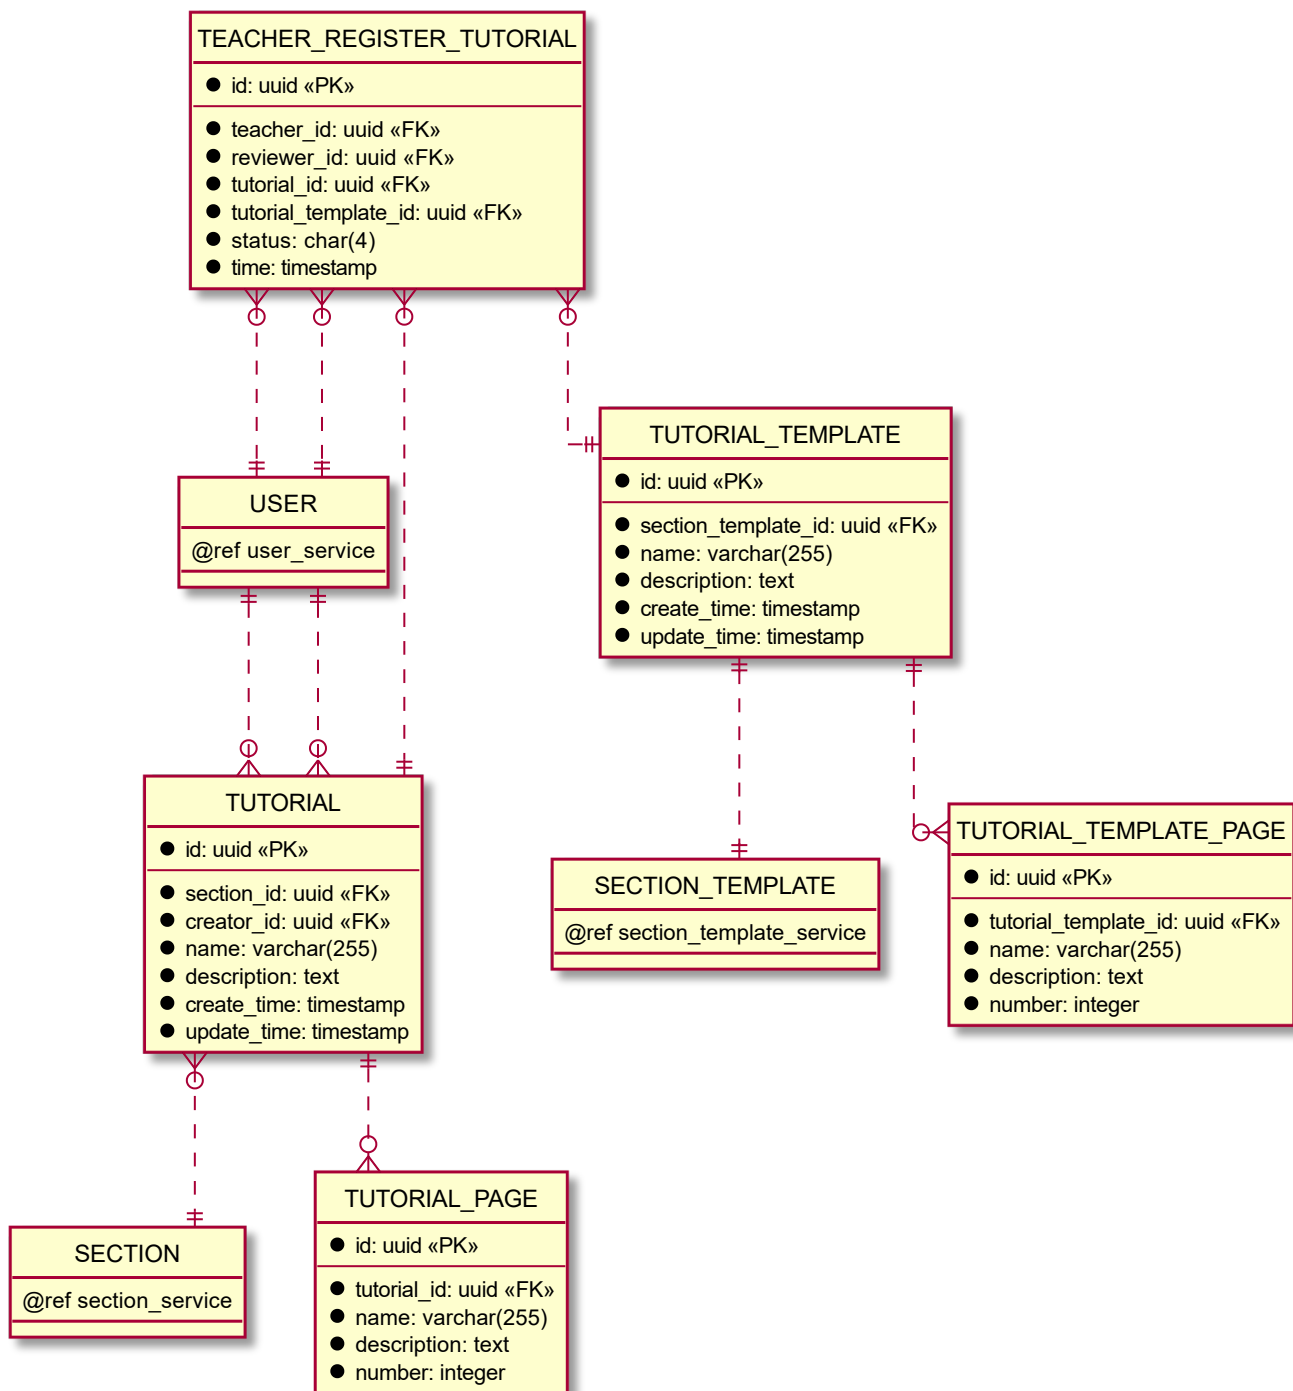 TEACHER_REGISTER_TUTORIAL
id: uuid «PK»
teacher_id: uuid «FK»
reviewer_id: uuid «FK»
tutorial_id: uuid «FK»
tutorial_template_id: uuid «FK»
status: char(4)
time: timestamp
USER
@ref user_service
TUTORIAL_TEMPLATE
id: uuid «PK»
section_template_id: uuid «FK»
name: varchar(255)
description: text
create_time: timestamp
update_time: timestamp
TUTORIAL
id: uuid «PK»
section_id: uuid «FK»
creator_id: uuid «FK»
name: varchar(255)
description: text
create_time: timestamp
update_time: timestamp
SECTION_TEMPLATE
@ref section_template_service
TUTORIAL_TEMPLATE_PAGE
id: uuid «PK»
tutorial_template_id: uuid «FK»
name: varchar(255)
description: text
number: integer
SECTION
@ref section_service
TUTORIAL_PAGE
id: uuid «PK»
tutorial_id: uuid «FK»
name: varchar(255)
description: text
number: integer